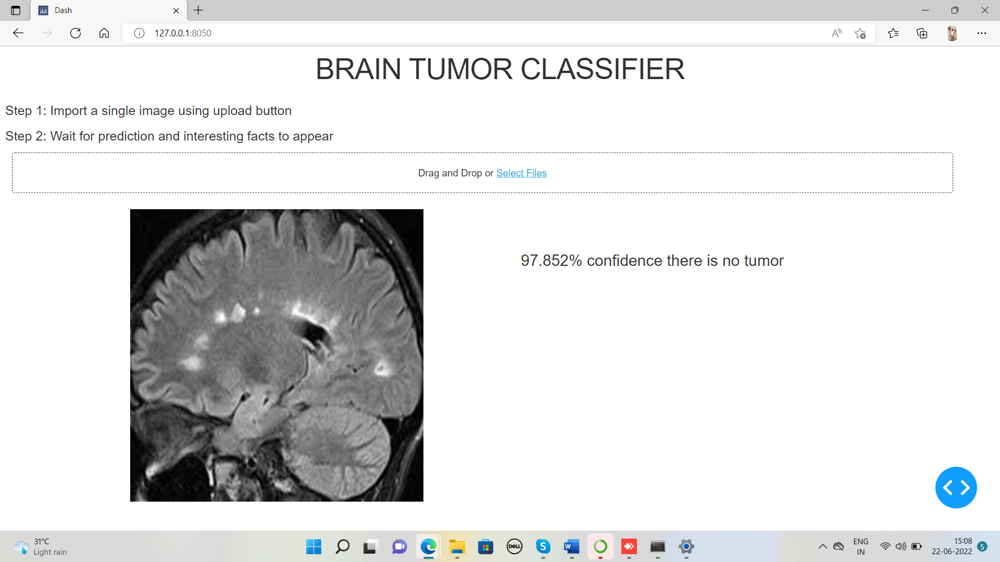 Dash
127.0.0.1:8050
BRAIN TUMOR CLASSIFIER
Step 1: Import a single image using upload button
Step 2: Wait for prediction and interesting facts to appear
Drag and Drop or Select Files
97.852% confidence there is no tumor
31°C
Light rain
DELL
S
W
ENG
IN
15:08
22-06-2022
5